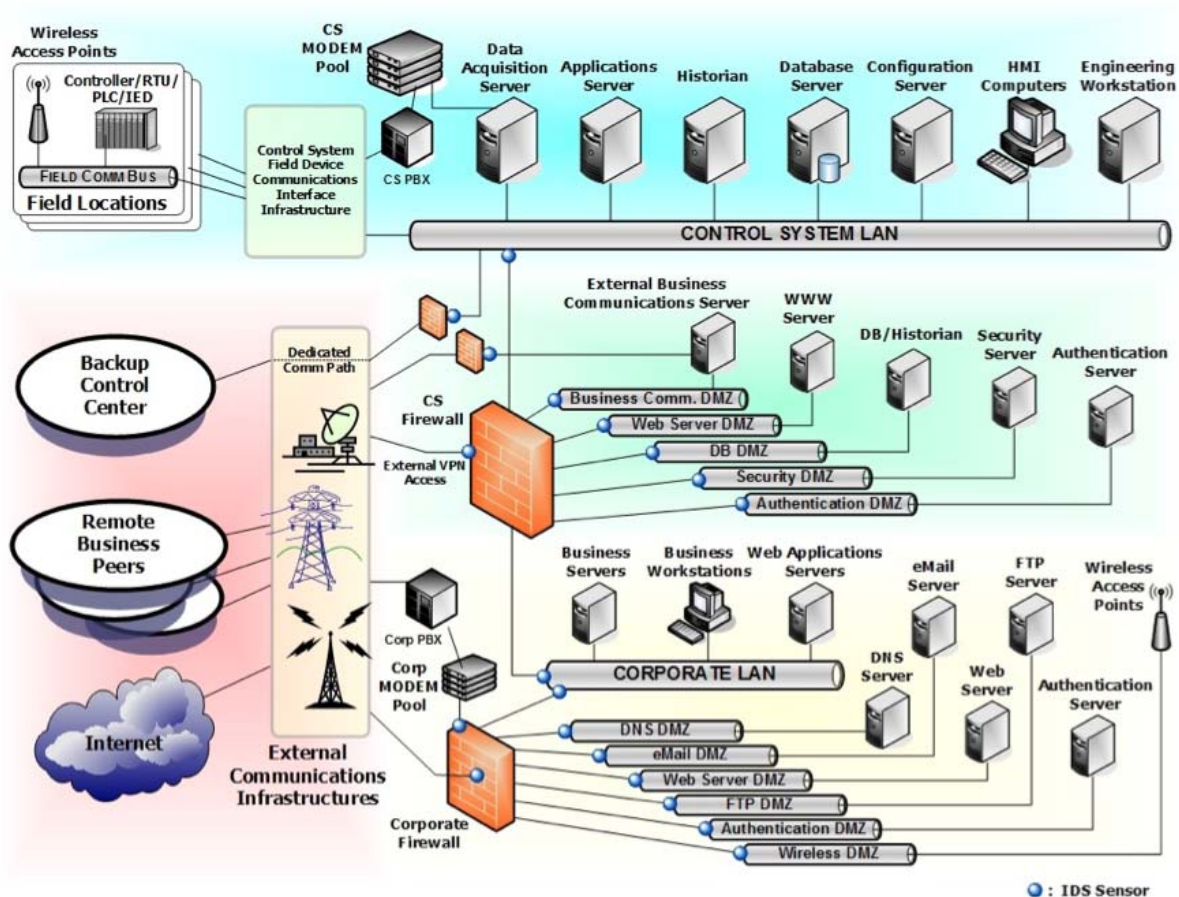 Wireless
Access Points
Controller/RTU/
PLC/IED
FIELD COMM BUS
Field Locations
Control System
Field Device
Communications
Interface
Infrastructure
CS
MODEM
Pool
CS PBX
Data
Acquisition
Server
Applications
Server
Historian
Database
Server
Configuration
Server
HMI
Computers
Engineering
Workstation
CONTROL SYSTEM LAN
Backup
Control
Center
Dedicated
Comm Path
External Business
Communications Server
WWW
Server
DB/Historian
Security
Server
Authentication
Server
CS
Firewall
External VPN
Access
Business Comm. DMZ
Web Server DMZ
DB DMZ
Security DMZ
Authentication DMZ
Remote
Business
Peers
Internet
External
Communications
Infrastructures
Corp PBX
Corp
MODEM
Pool
Business
Servers
Business
Workstations
Web Applications
Servers
eMail
Server
FTP
Server
Wireless
Access
Points
CORPORATE LAN
DNS
Server
Web
Server
Authentication
Server
DNS DMZ
eMail DMZ
Web Server DMZ
FTP DMZ
Authentication DMZ
Wireless DMZ
Corporate
Firewall
: IDS Sensor